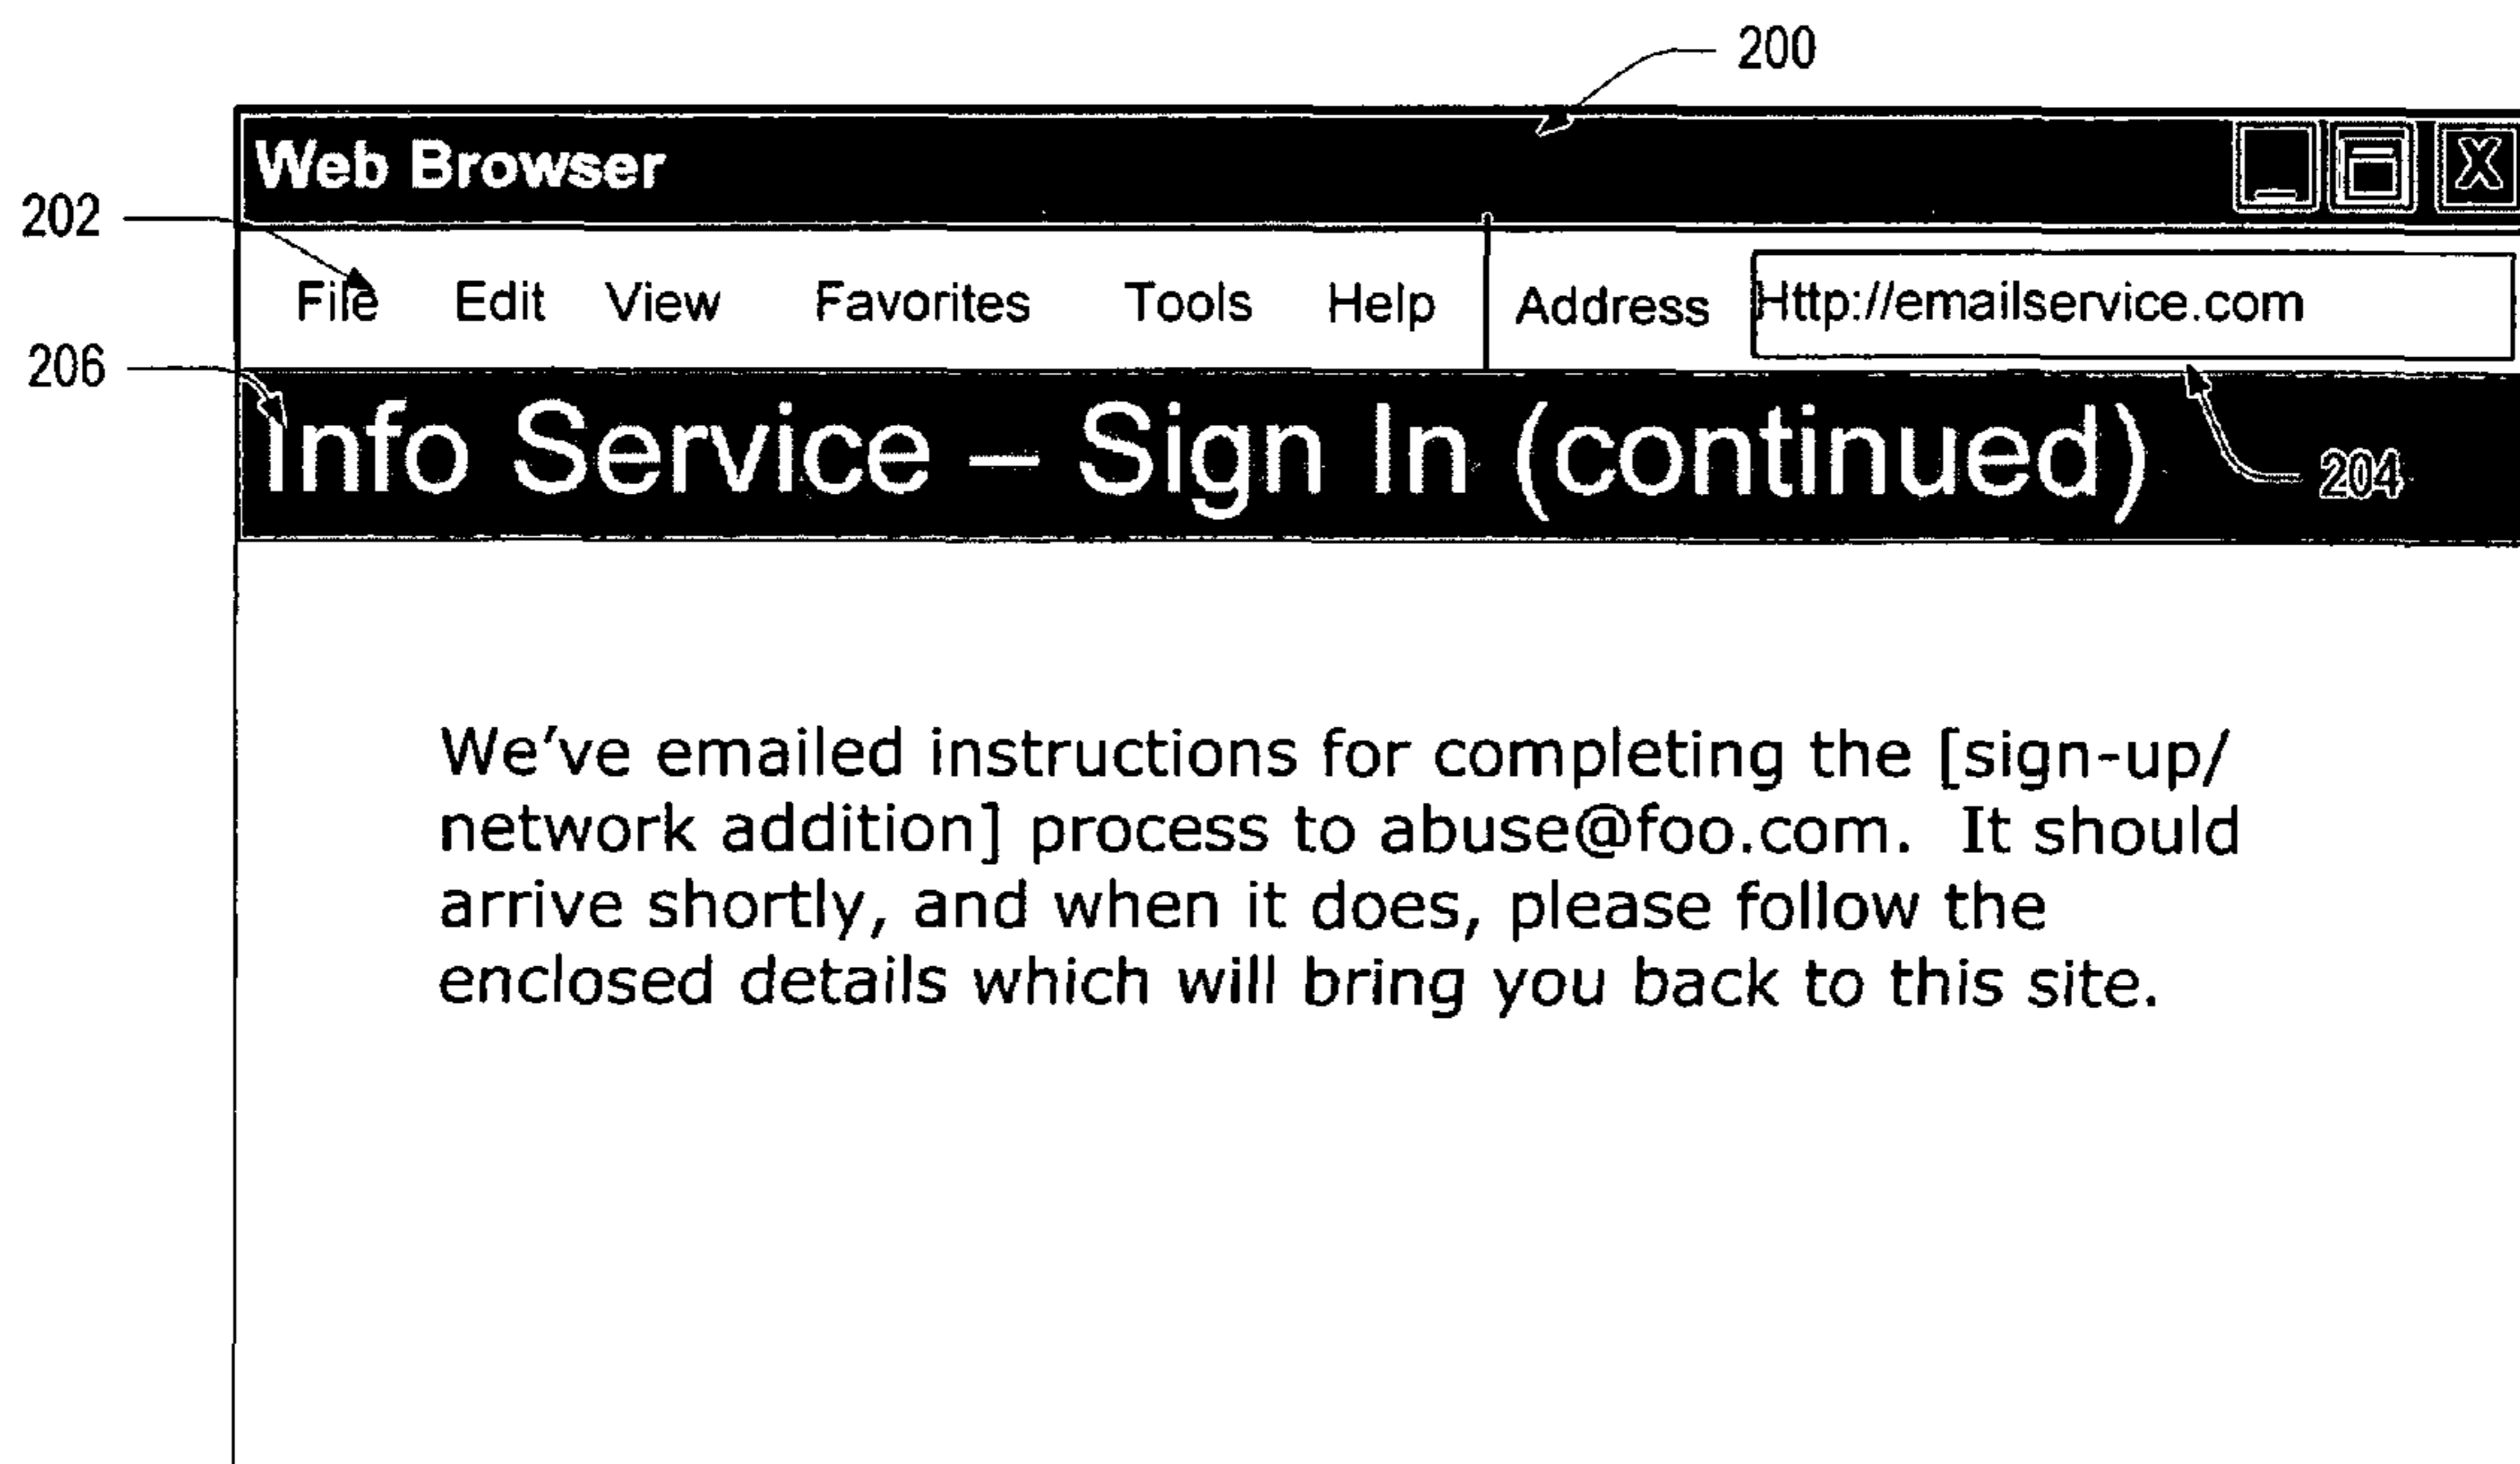 200
Web Browser
202
File Edit View Favorites Tools Help Address Http://emailservice.com
206
Info Service – Sign In (continued)
204
We've emailed instructions for completing the [sign-up/
network addition] process to abuse@foo.com. It should
arrive shortly, and when it does, please follow the
enclosed details which will bring you back to this site.